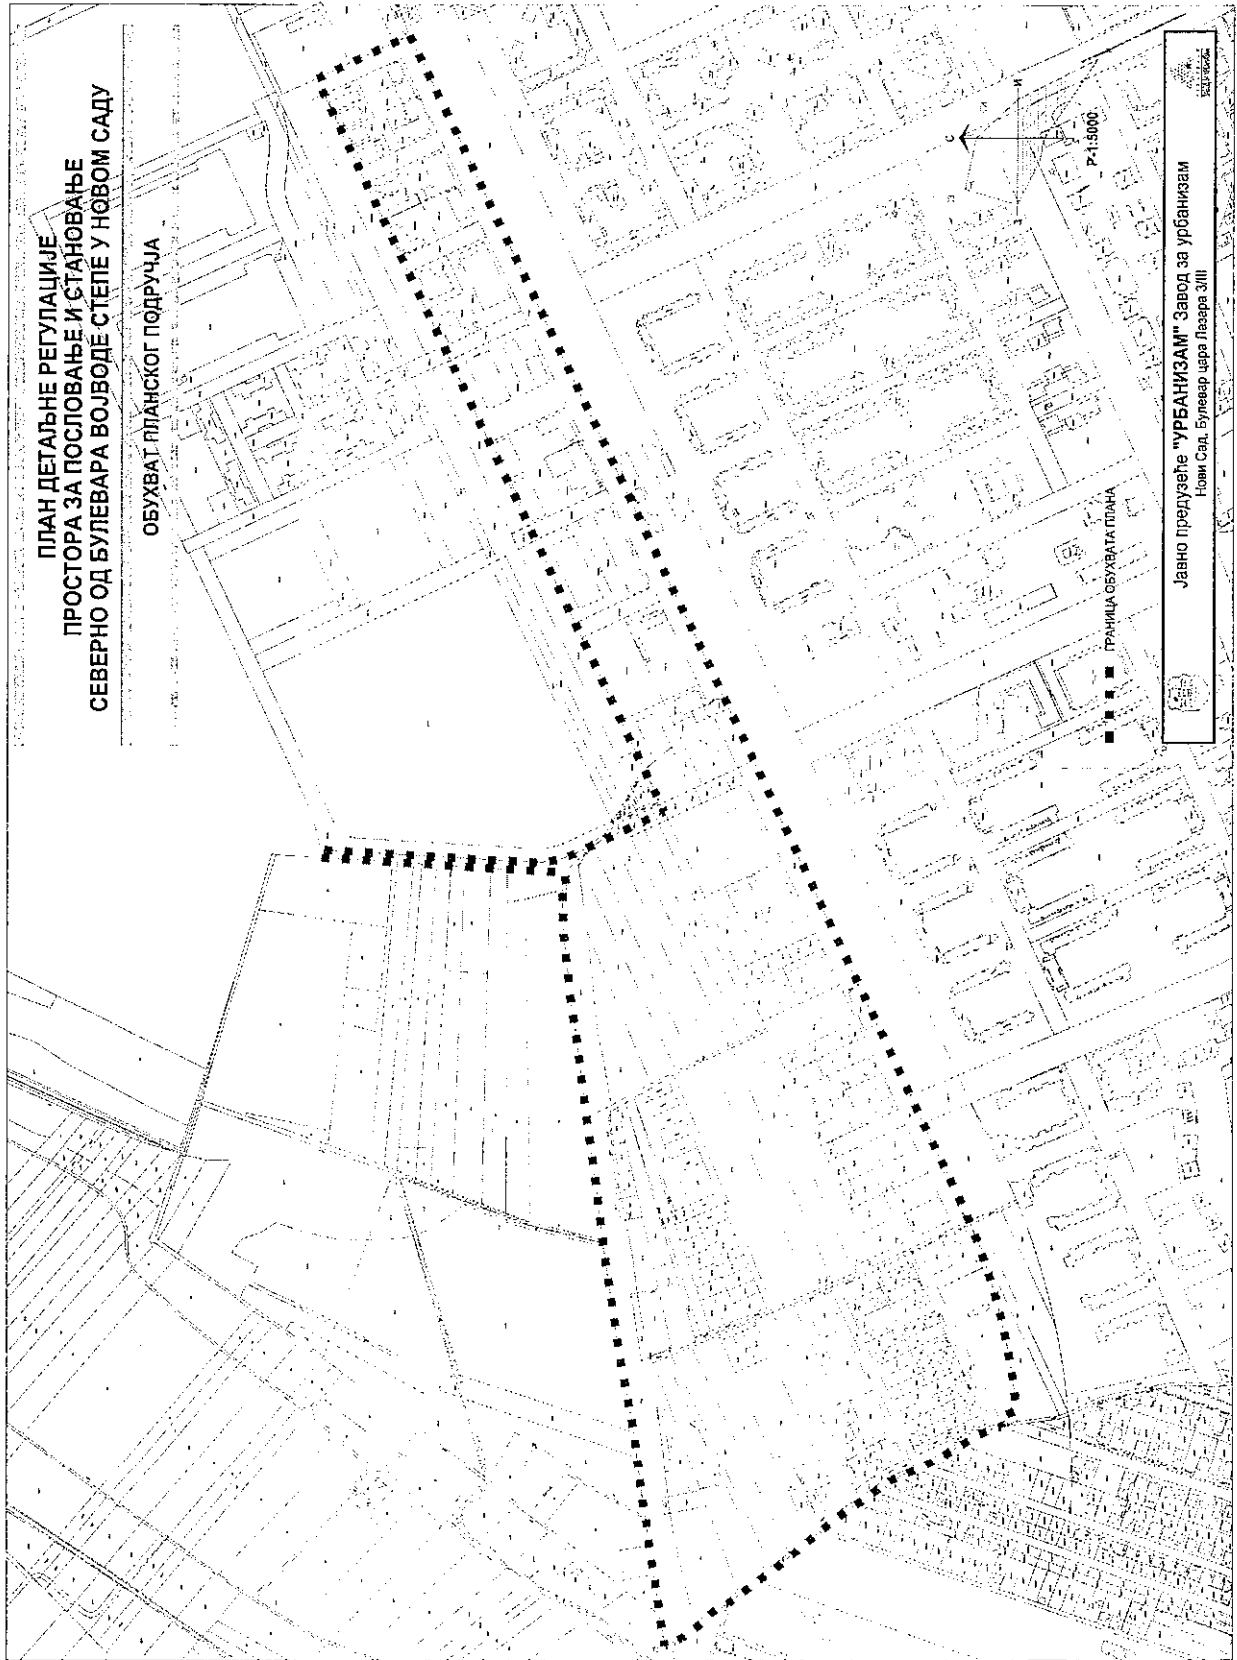 ПЛАН ДЕТАЉНЕ РЕГУЛАЦИЈЕ
ПРОСТОРА ЗА ПОСЛОВАЊЕ И СТАНОВАЊЕ
СЕВЕРНО ОД БУЛЕВАРА ВОЈВОДЕ СТЕПЕ У НОВОМ САДУ
ОБУХВАТ ПЛАНСКОГ ПОДРУЧЈА
С
И
Р-1:5000
ГРАНИЦА ОБУХВАТА ПЛАНА
Јавно предузеће "УРБАНИЗАМ" Завод за урбанизам
Нови Сад, Булевар цара Лазара 3/III